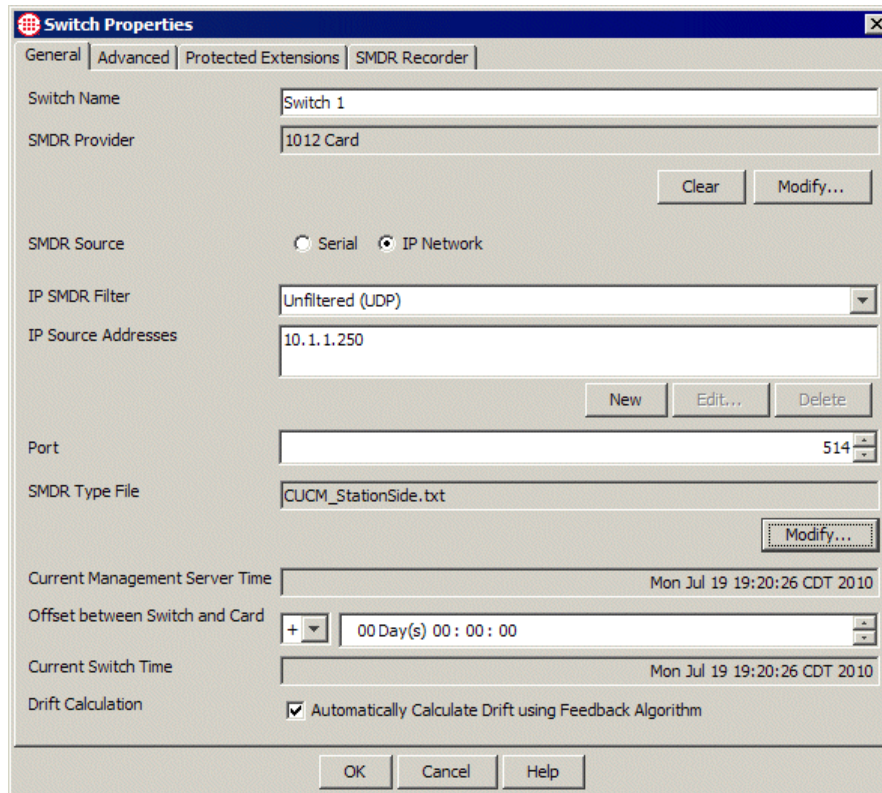 Switch Properties
General Advanced Protected Extensions SMDR Recorder
Switch Name Switch 1
SMDR Provider 1012 Card
Clear Modify...
SMDR Source Serial IP Network
IP SMDR Filter Unfiltered (UDP)
IP Source Addresses 10.1.1.250
New Edit... Delete
Port 514
SMDR Type File CUCM_StationSide.txt
Modify...
Current Management Server Time Mon Jul 19 19:20:26 CDT 2010
Offset between Switch and Card + 00 Day(s) 00 : 00 : 00
Current Switch Time Mon Jul 19 19:20:26 CDT 2010
Drift Calculation Automatically Calculate Drift using Feedback Algorithm
OK Cancel Help